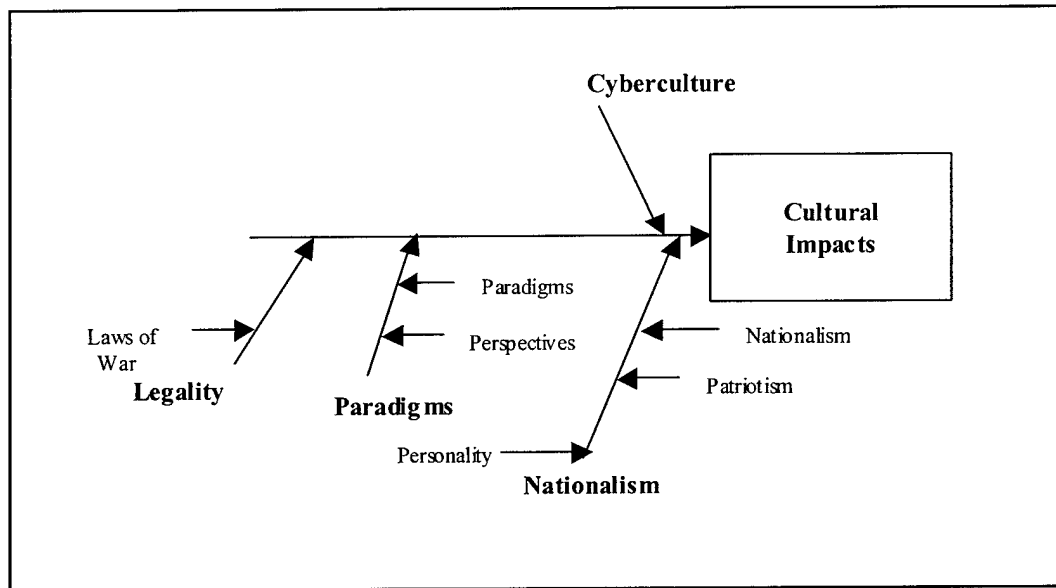 Cyberculture
Cultural
Impacts
Paradigms
Laws of
War
Perspectives
Nationalism
Legality
Paradigms
Patriotism
Personality
Nationalism